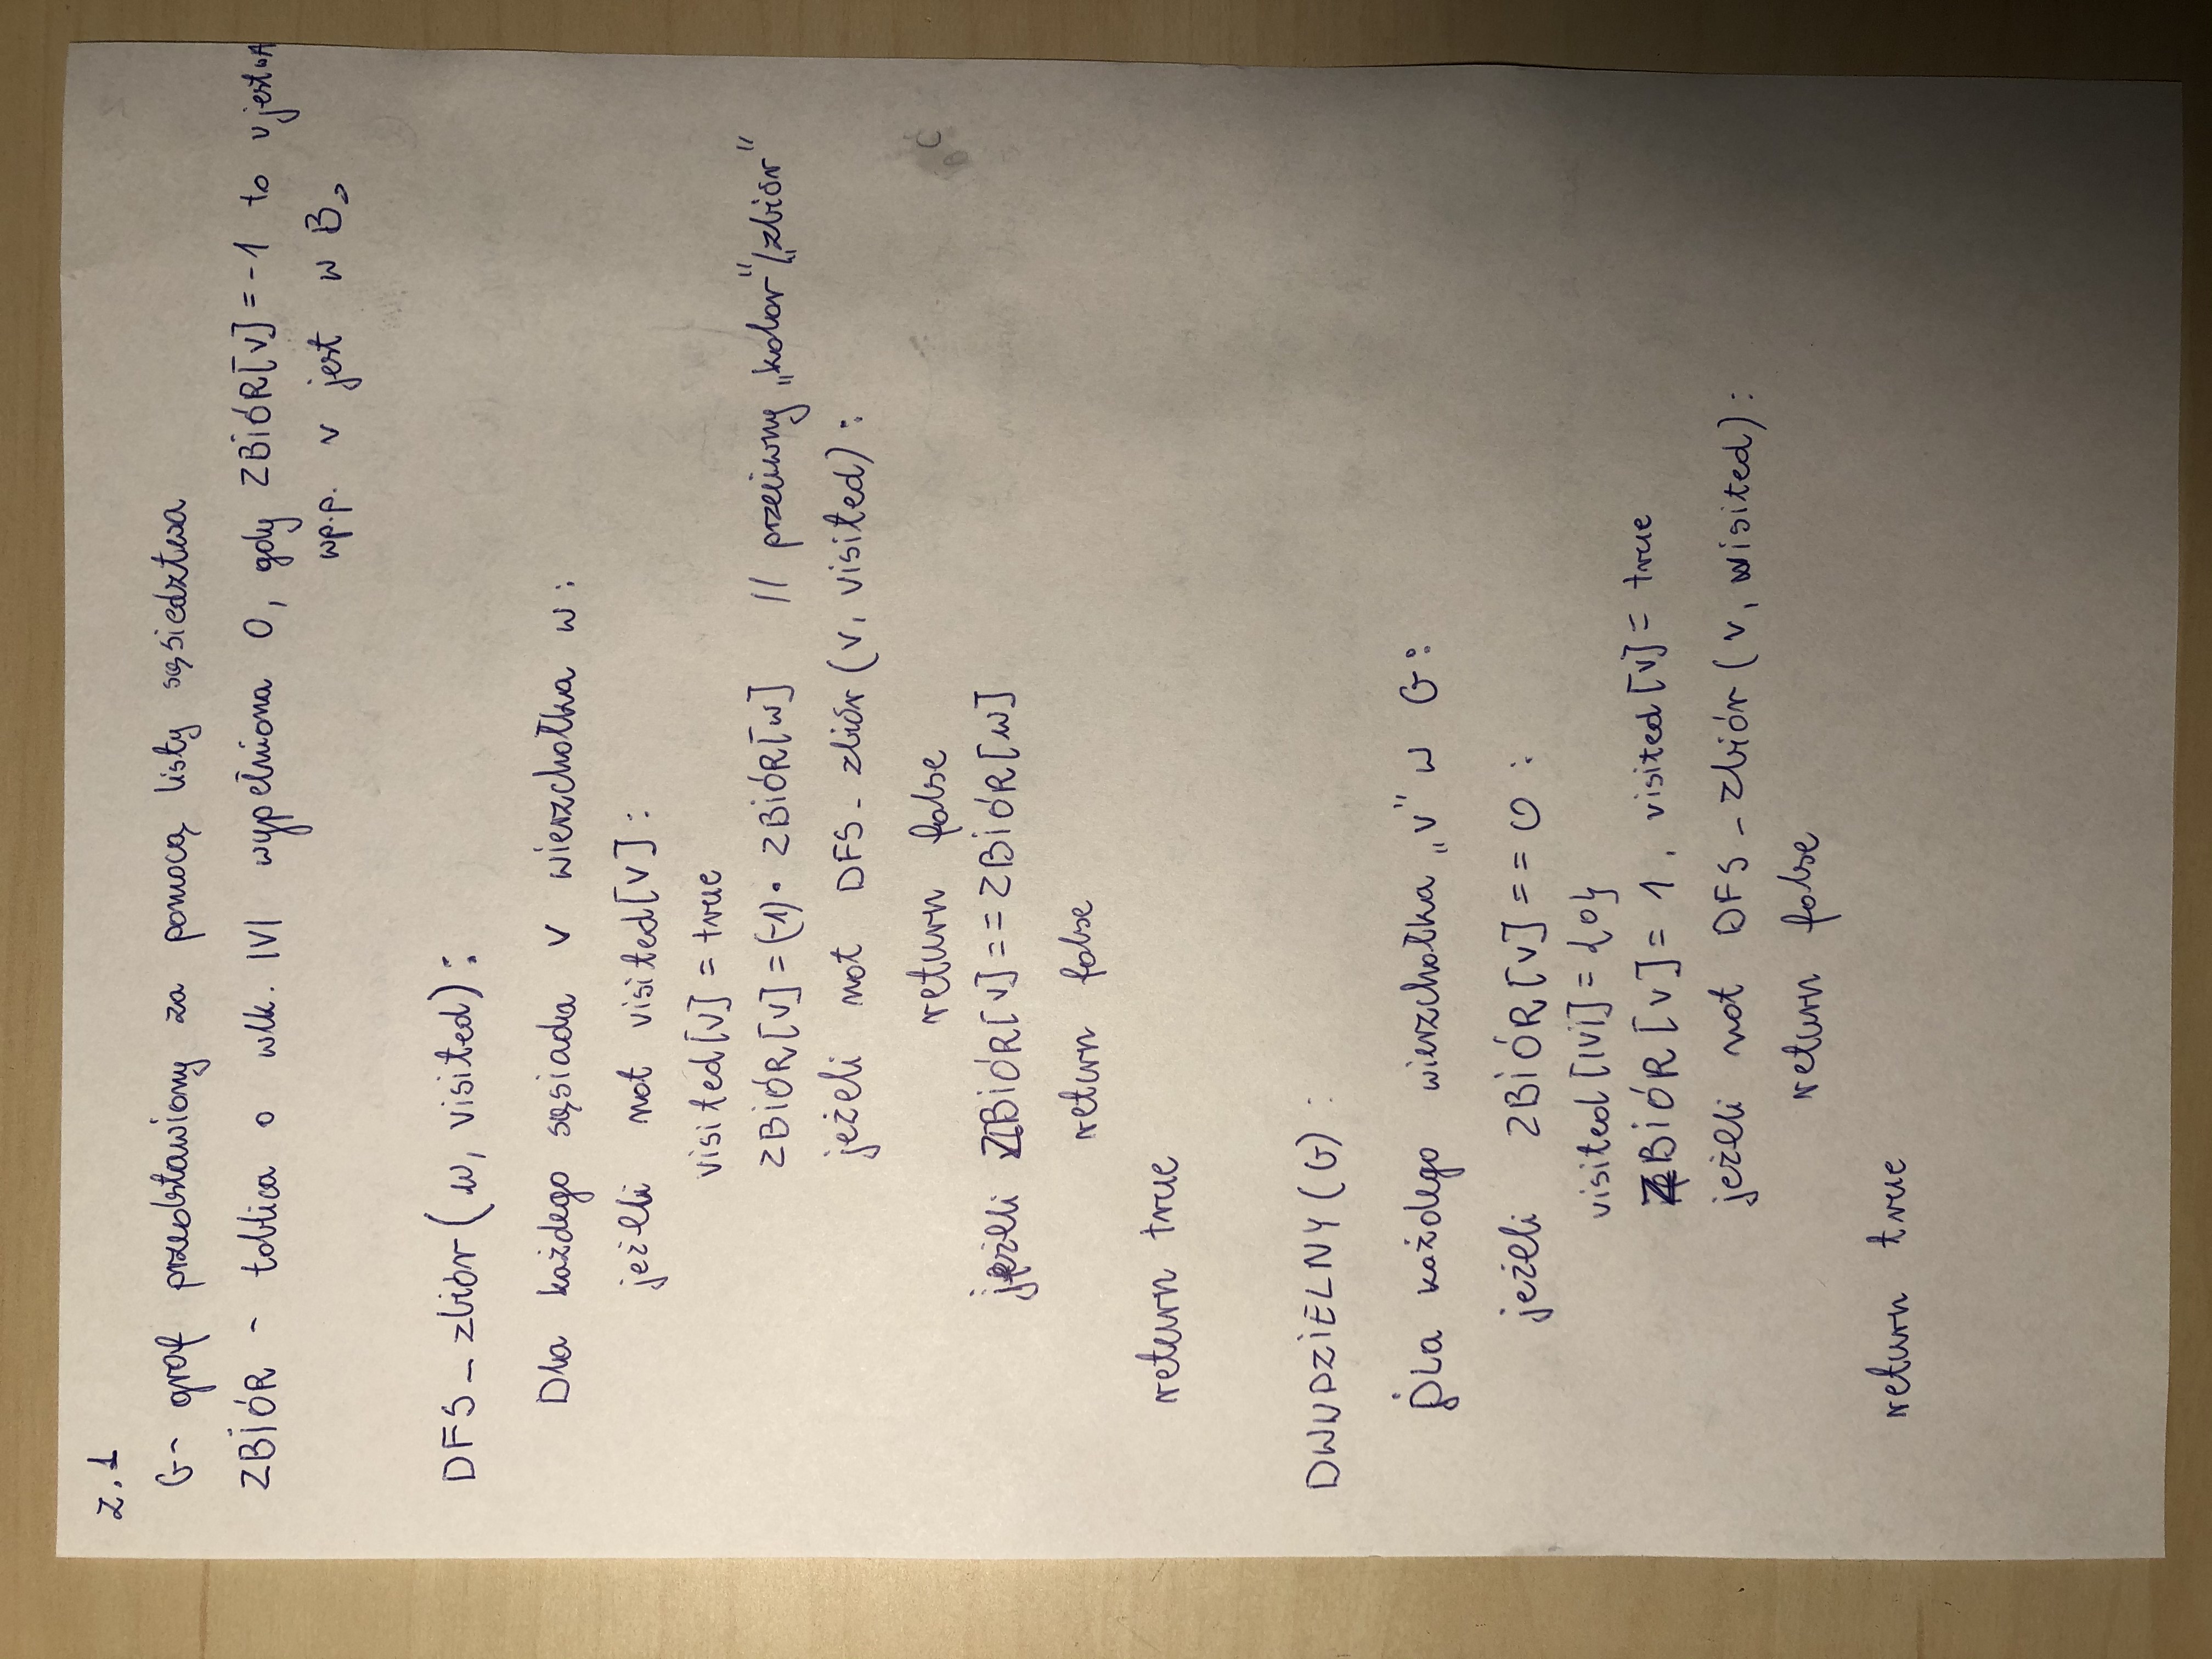 z.1
G- graf przedstawiony za pomocą listy sąsiedztwa
ZBIÓR - tablica o wlk. |V| wypełniona 0, gdy ZBIÓR[v]=-1 to v jest w A
wp.p. v jest w B,
DFS_zbiór(w, visited):
Dla każdego sąsiada v wierzchołka w:
jeżeli not visited[v]:
visited[v] = true
ZBIÓR[v]=(-1)· ZBIÓR[w] // przeciwny „kolor"/„zbiór"
jeżeli not DFS_zbiór(v, visited):
return false
jeżeli ZBIÓR[v]==ZBIÓR[w]
return false
return true
DWUDZIELNY(G):
Dla każdego wierzchołka „v" w G:
jeżeli ZBIÓR[v]==0:
visited[|V|]={0}
ZBIÓR[v]= 1, visited[v]= true
jeżeli not DFS_zbiór(v, visited):
return false
return true